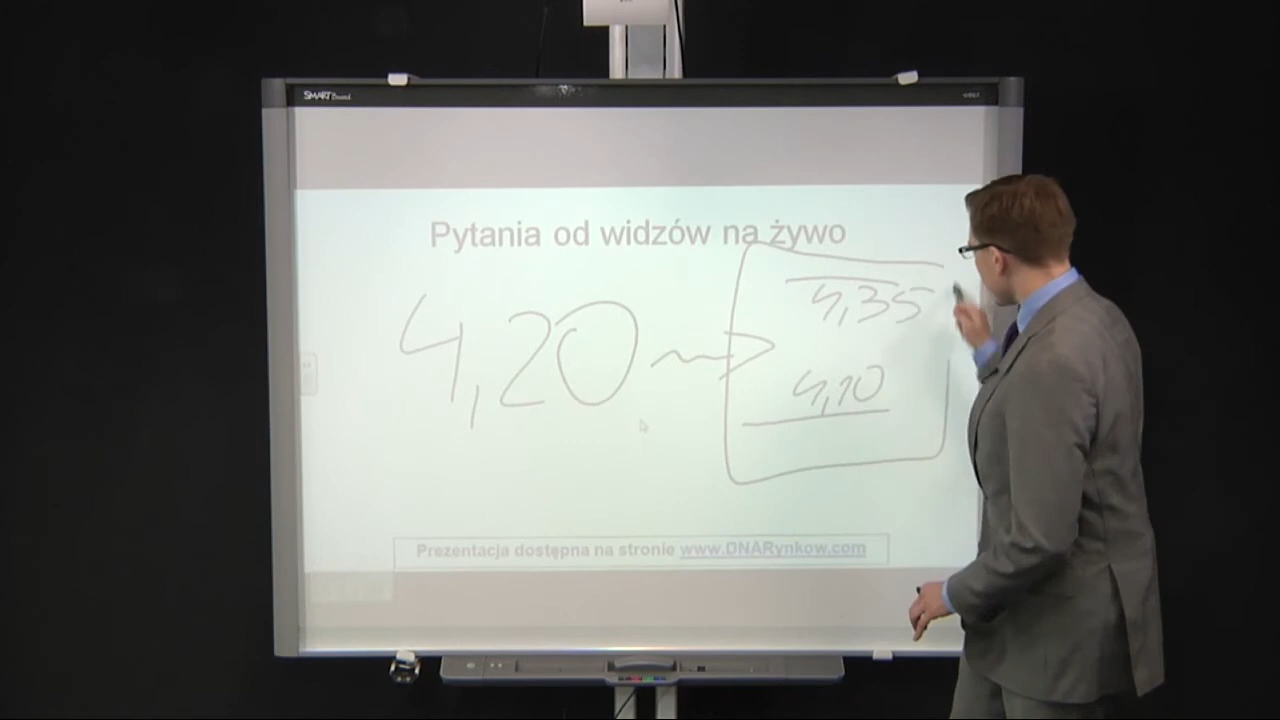 SMART Board
Pytania od widzów na żywo
4,20
4,35
4,10
Prezentacja dostępna na stronie www.DNARynkow.com